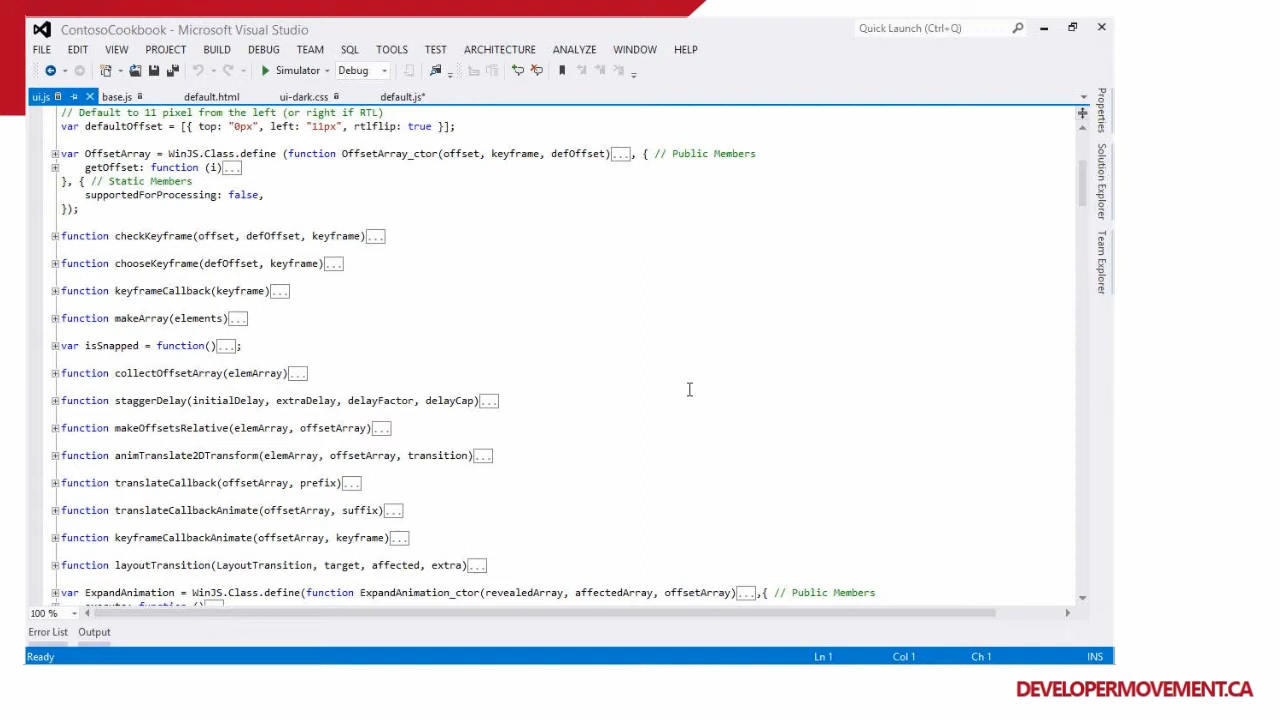 ContosoCookbook - Microsoft Visual Studio
Quick Launch (Ctrl+Q)
FILE EDIT VIEW PROJECT BUILD DEBUG TEAM SQL TOOLS TEST ARCHITECTURE ANALYZE WINDOW HELP
Simulator Debug
ui.js base.js default.html ui-dark.css default.js*
// Default to 11 pixel from the left (or right if RTL)
var defaultOffset = [{ top: "0px", left: "11px", rtlflip: true }];
var OffsetArray = WinJS.Class.define (function OffsetArray_ctor(offset, keyframe, defOffset)..., { // Public Members
getOffset: function (i)...
}, { // Static Members
supportedForProcessing: false,
});
function checkKeyframe(offset, defOffset, keyframe)...
function chooseKeyframe(defOffset, keyframe)...
function keyframeCallback(keyframe)...
function makeArray(elements)...
var isSnapped = function()...;
function collectOffsetArray(elemArray)...
function staggerDelay(initialDelay, extraDelay, delayFactor, delayCap)...
function makeOffsetsRelative(elemArray, offsetArray)...
function animTranslate2DTransform(elemArray, offsetArray, transition)...
function translateCallback(offsetArray, prefix)...
function translateCallbackAnimate(offsetArray, suffix)...
function keyframeCallbackAnimate(offsetArray, keyframe)...
function layoutTransition(LayoutTransition, target, affected, extra)...
var ExpandAnimation = WinJS.Class.define(function ExpandAnimation_ctor(revealedArray, affectedArray, offsetArray)...,{ // Public Members
execute: function ()...
Properties
Solution Explorer
Team Explorer
100 %
Error List Output
Ready Ln 1 Col 1 Ch 1 INS
DEVELOPERMOVEMENT.CA